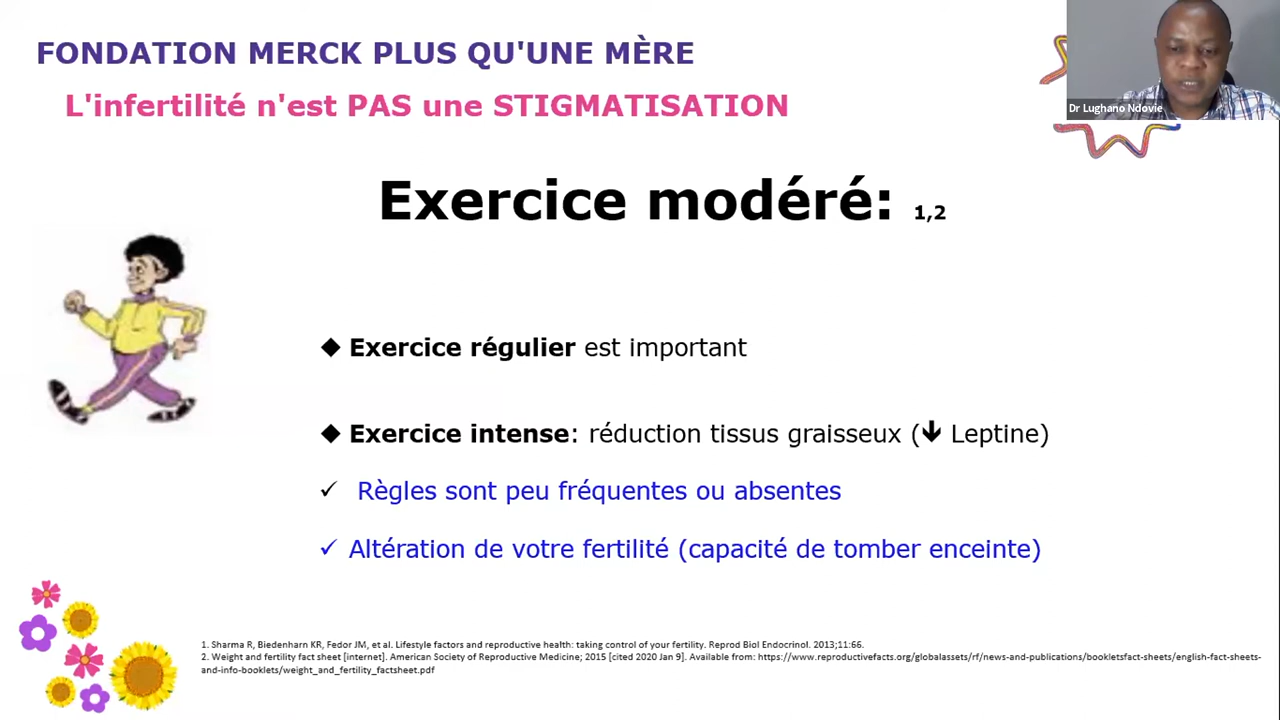 FONDATION MERCK PLUS QU'UNE MÈRE
L'infertilité n'est PAS une STIGMATISATION
Dr Lughano Ndovie
Exercice modéré: 1,2
◆ Exercice régulier est important
◆ Exercice intense: réduction tissus graisseux (🡳 Leptine)
✓ Règles sont peu fréquentes ou absentes
✓ Altération de votre fertilité (capacité de tomber enceinte)
1. Sharma R, Biedenharn KR, Fedor JM, et al. Lifestyle factors and reproductive health: taking control of your fertility. Reprod Biol Endocrinol. 2013;11:66.
2. Weight and fertility fact sheet [internet]. American Society of Reproductive Medicine; 2015 [cited 2020 Jan 9]. Available from: https://www.reproductivefacts.org/globalassets/rf/news-and-publications/bookletsfact-sheets/english-fact-sheets-
and-info-booklets/weight_and_fertility_factsheet.pdf